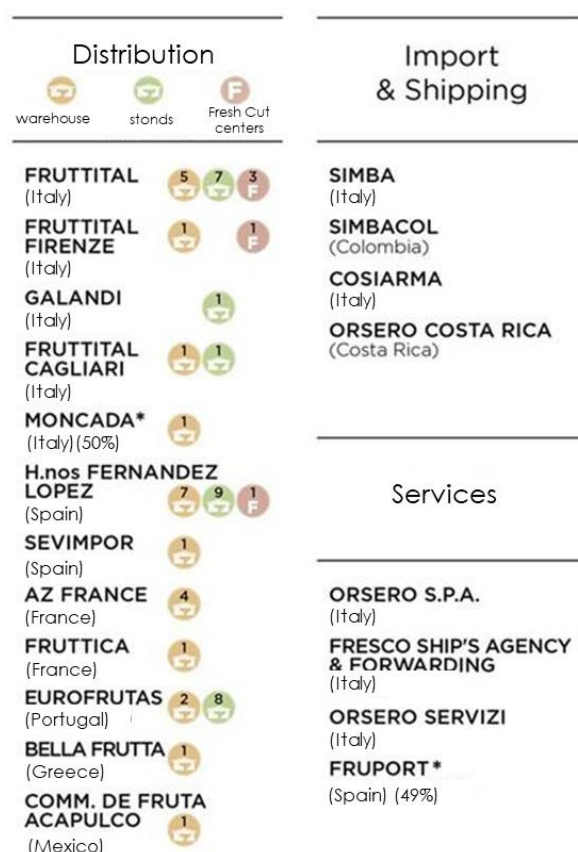 Distribution
warehouse stonds Fresh Cut
centers
FRUTTITAL 5 7 3 F
(Italy)
FRUTTITAL
FIRENZE 1 1 F
(Italy)
GALANDI 1
(Italy)
FRUTTITAL
CAGLIARI 1 1
(Italy)
MONCADA* 1
(Italy)(50%)
H.nos FERNANDEZ
LOPEZ 7 9 1 F
(Spain)
SEVIMPOR 1
(Spain)
AZ FRANCE 4
(France)
FRUTTICA 1
(France)
EUROFRUTAS 2 8
(Portugal)
BELLA FRUTTA 1
(Greece)
COMM. DE FRUTA
ACAPULCO 1
(Mexico)
Import
& Shipping
SIMBA
(Italy)
SIMBACOL
(Colombia)
COSIARMA
(Italy)
ORSERO COSTA RICA
(Costa Rica)
Services
ORSERO S.P.A.
(Italy)
FRESCO SHIP'S AGENCY
& FORWARDING
(Italy)
ORSERO SERVIZI
(Italy)
FRUPORT*
(Spain) (49%)